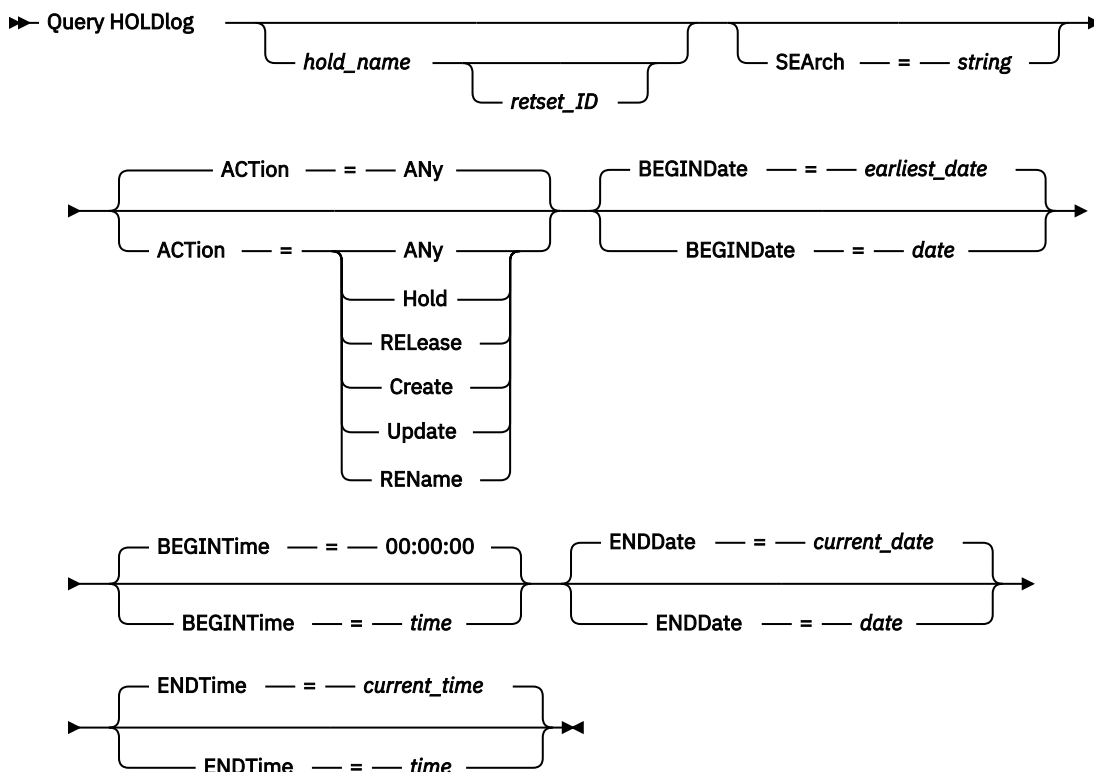 Query HOLDlog
hold_name
retset_ID
SEArch = string
ACTion = ANy
ACTion = ANy
Hold
RELease
Create
Update
REName
BEGINDate = earliest_date
BEGINDate = date
BEGINTime = 00:00:00
BEGINTime = time
ENDDate = current_date
ENDDate = date
ENDTime = current_time
ENDTime = time